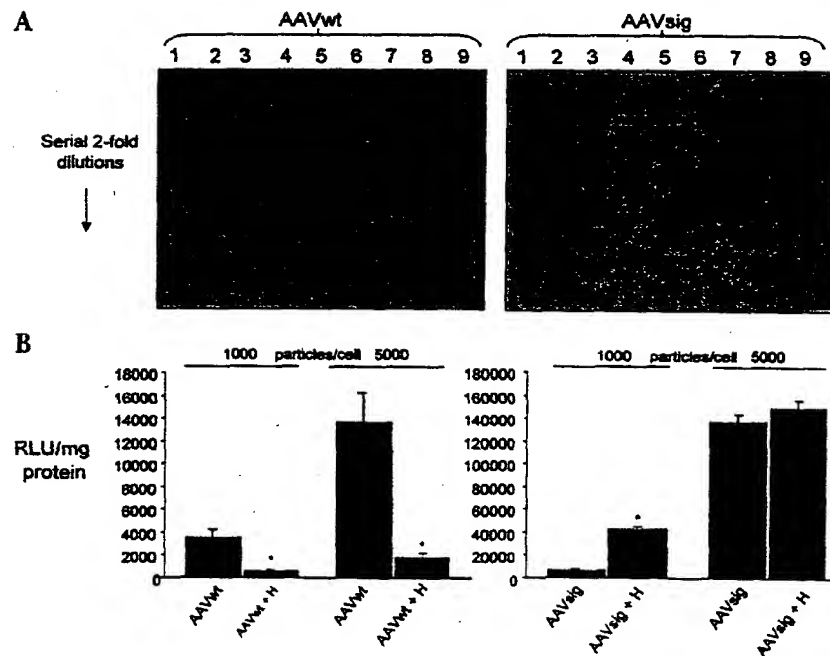 A
AAVwt
AAVsig
1 2 3 4 5 6 7 8 9
1 2 3 4 5 6 7 8 9
Serial 2-fold
dilutions
B
1000 particles/cell 5000
1000 particles/cell 5000
RLU/mg
protein
18000
16000
14000
12000
10000
8000
6000
4000
2000
0
180000
160000
140000
120000
100000
80000
60000
40000
20000
0
* * *
AAVwt
AAVwt + H
AAVwt
AAVwt + H
AAVsig
AAVsig + H
AAVsig
AAVsig + H